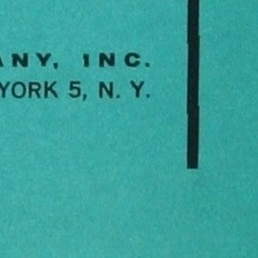 ANY, INC.
YORK 5, N. Y.